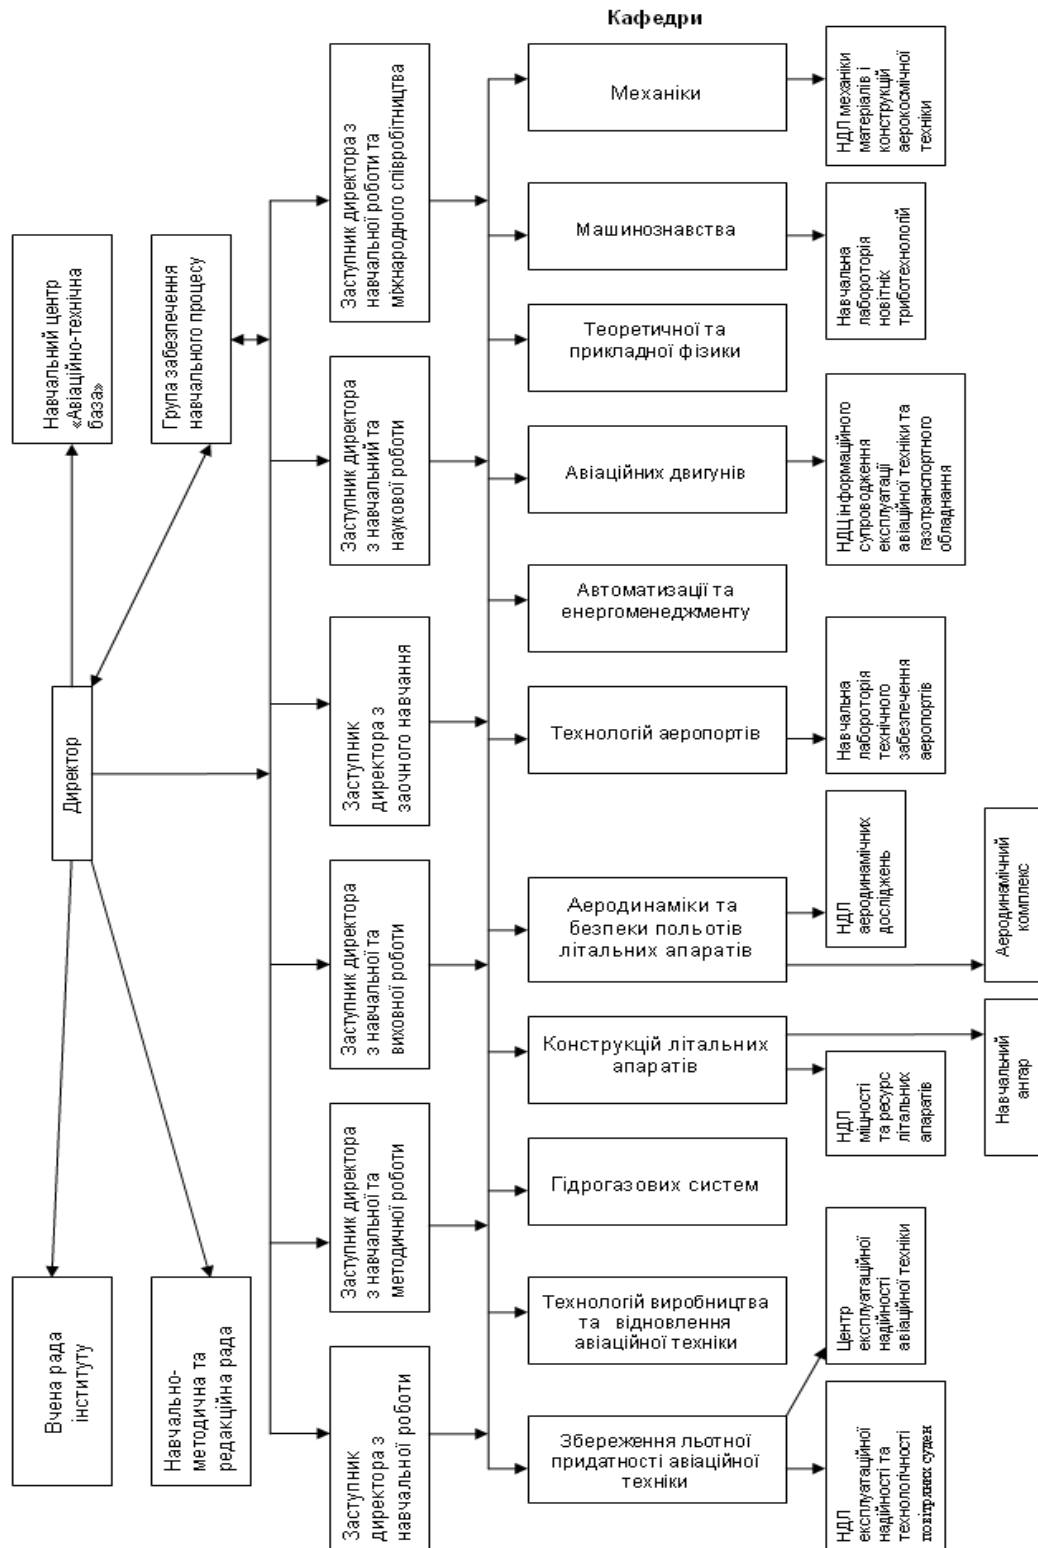 Кафедри
Директор
Навчальний центр
«Авіаційно-технічна
база»
Група забезпечення
навчального процесу
Вчена рада
інституту
Навчально-
методична та
редакційна рада
Заступник директора з
навчальної роботи та
міжнародного співробітництва
Заступник директора
з навчальний та
наукової роботи
Заступник
директора з
заочного навчання
Заступник директора
з навчальної та
виховної роботи
Заступник директора
з навчальної та
методичної роботи
Заступник
директора з
навчальної роботи
Механіки
Машинознавства
Теоретичної та
прикладної фізики
Авіаційних двигунів
Автоматизації та
енергоменеджменту
Технологій аеропортів
Аеродинаміки та
безпеки польотів
літальних апаратів
Конструкцій літальних
апаратів
Гідрогазових систем
Технологій виробництва
та відновлення
авіаційної техніки
Збереження льотної
придатності авіаційної
техніки
НДЛ механіки
матеріалів і
конструкцій
аерокосмічної
техніки
Навчальна
лабороторія
новітніх
триботехнологій
НДЦ інформаційного
супроводження
експлуатації
авіаційної техніки та
газотранспортного
обладнання
Навчальна
лабороторія
технічного
забезпечення
аеропортів
НДЛ
аеродинамічних
досліджень
Аеродинамічний
комплекс
НДЛ
міцності
та ресурс
літальних
апаратів
Навчальний
ангар
Центр
експлуатаційної
надійності
авіаційної техніки
НДЛ
експлуатаційної
надійності та
технологічності
повітряних суден